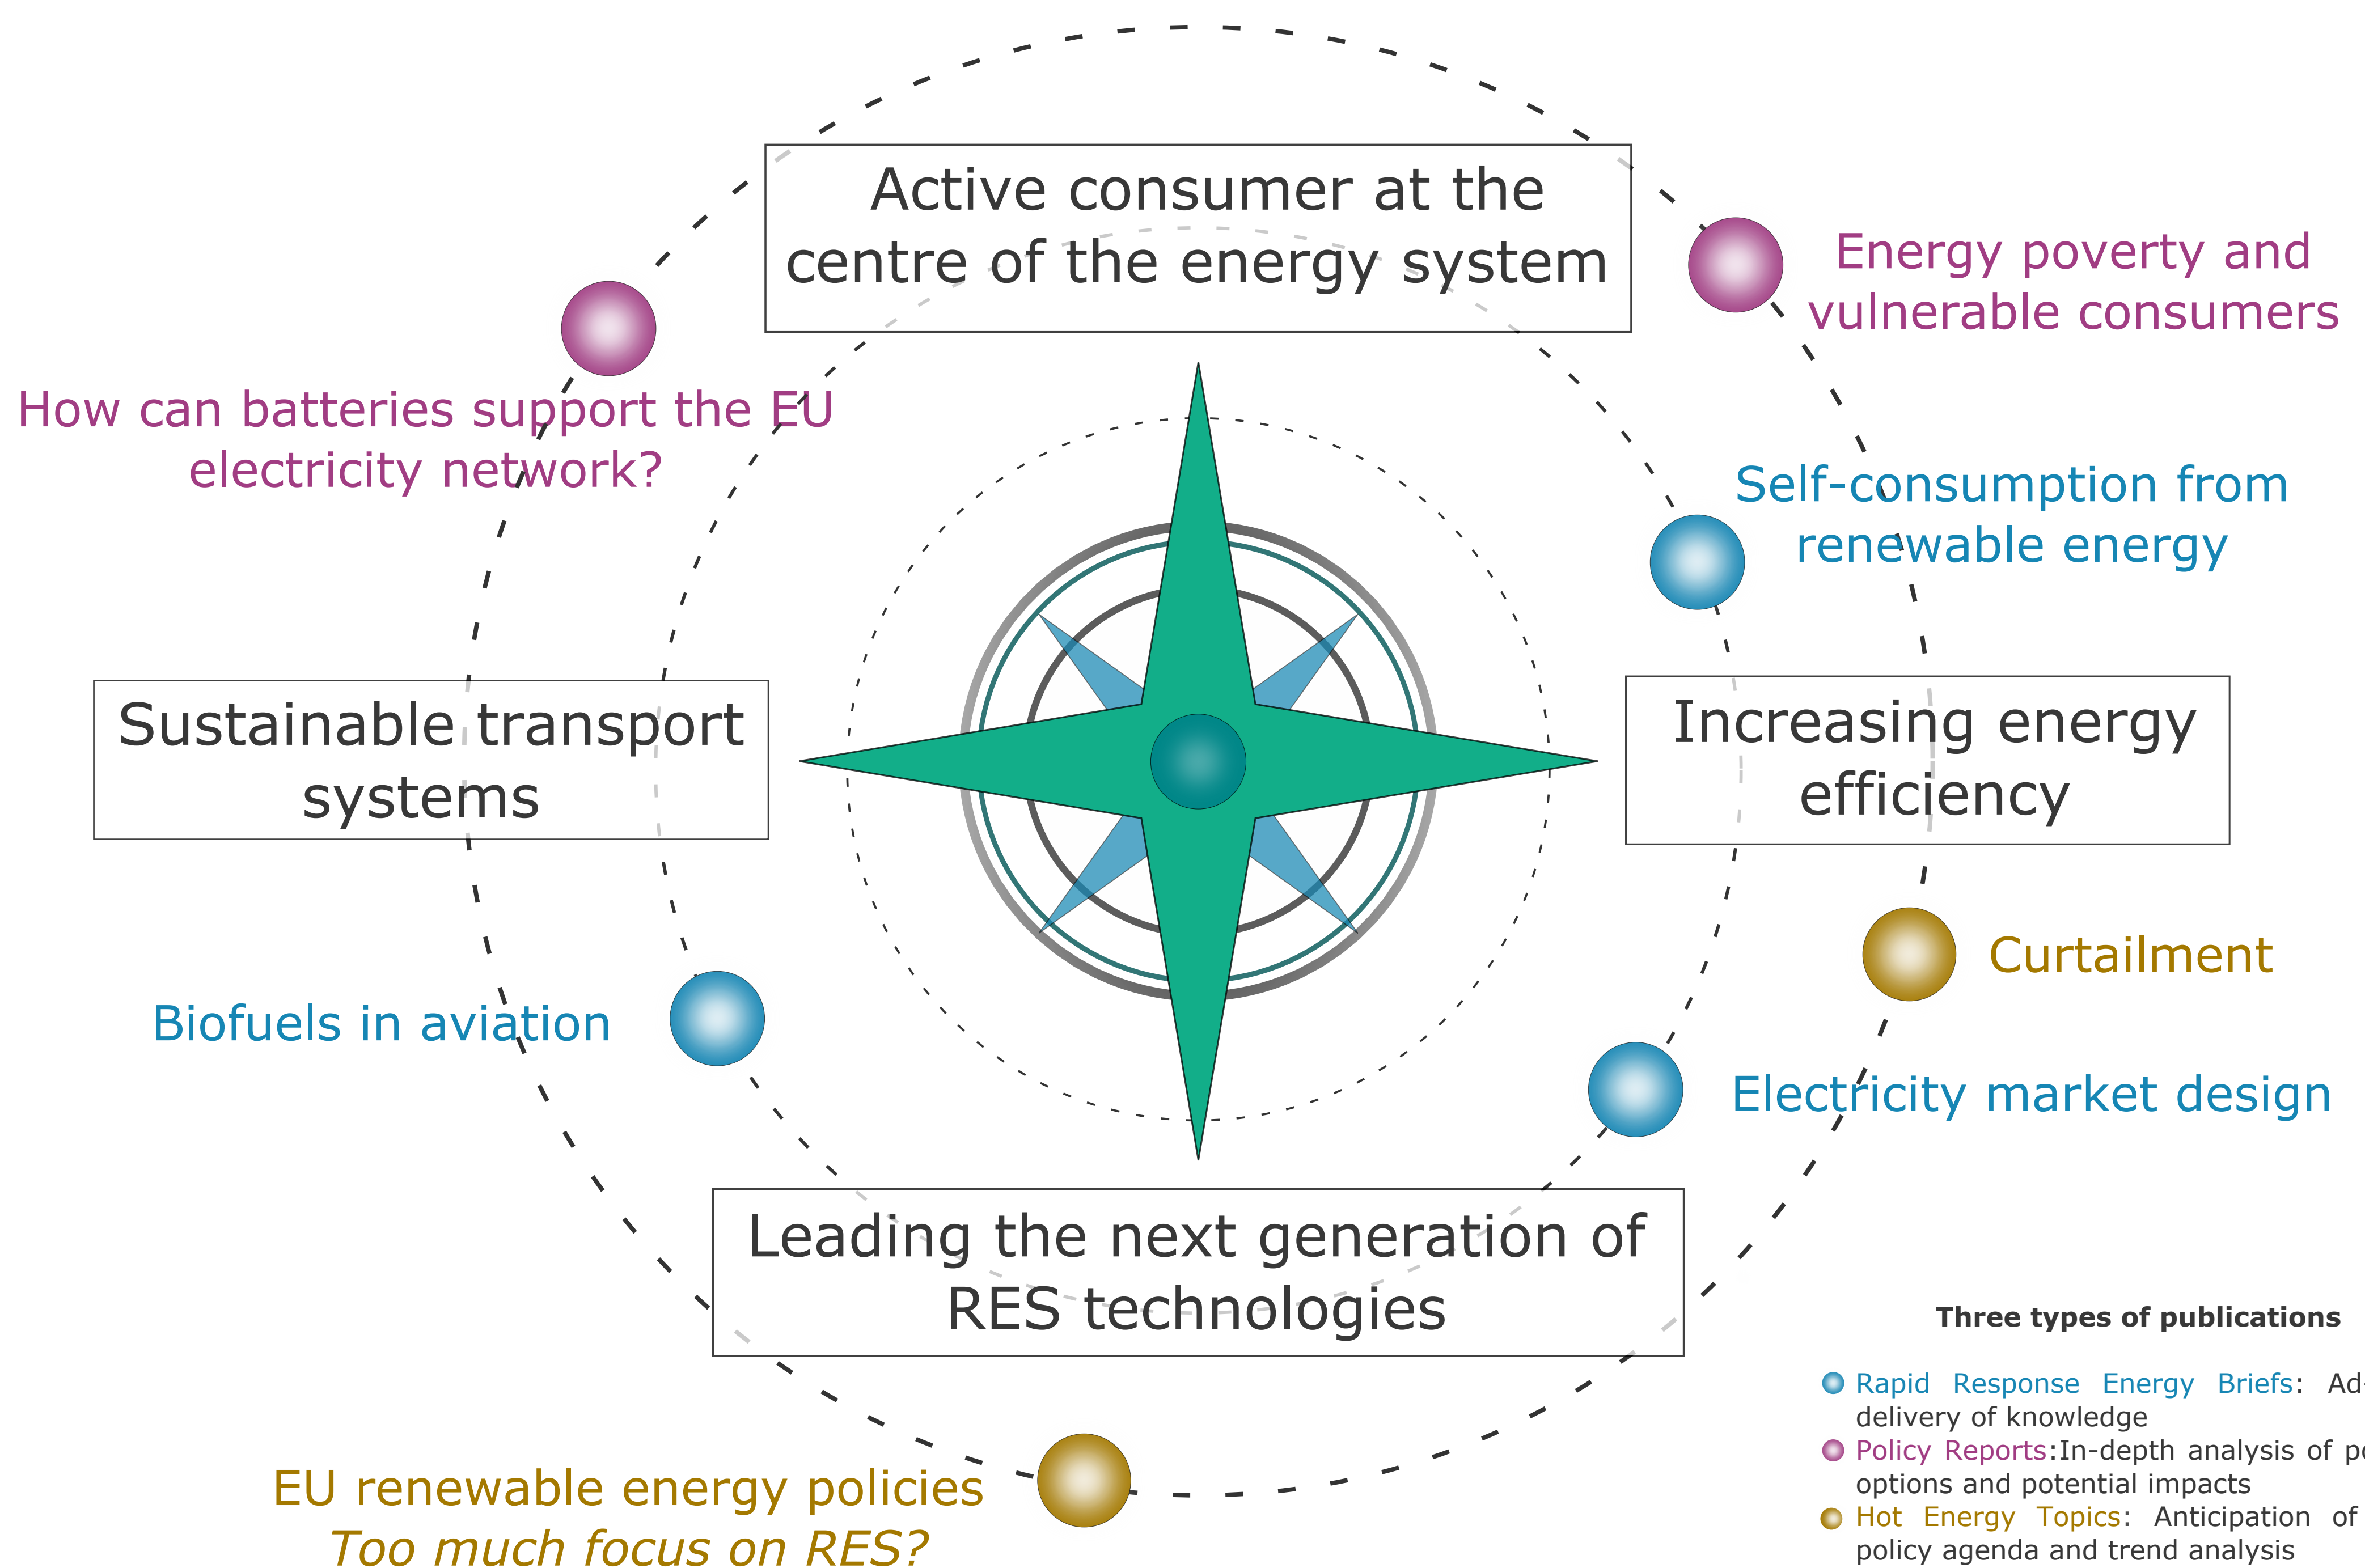 Active consumer at the
centre of the energy system
Energy poverty and
vulnerable consumers
How can batteries support the EU
electricity network?
Self-consumption from
renewable energy
Sustainable transport
systems
Increasing energy
efficiency
Curtailment
Biofuels in aviation
Electricity market design
Leading the next generation of
RES technologies
EU renewable energy policies
Too much focus on RES?
Three types of publications
Rapid Response Energy Briefs: Ad-
delivery of knowledge
Policy Reports:In-depth analysis of
options and potential impacts
Hot Energy Topics: Anticipation of
policy agenda and trend analysis